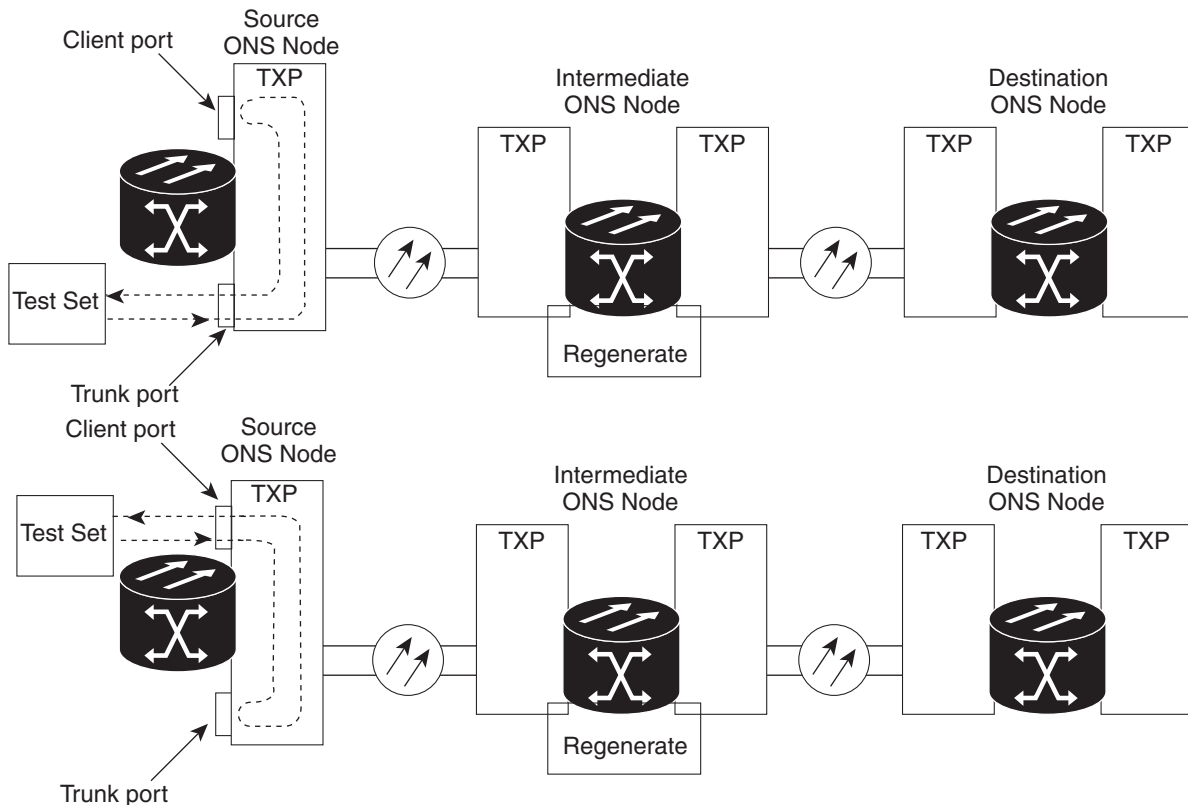 Source
ONS Node
Client port
TXP
Intermediate
ONS Node
Destination
ONS Node
TXP
TXP
TXP
TXP
Test Set
Regenerate
Trunk port
Client port
Source
ONS Node
TXP
Intermediate
ONS Node
Destination
ONS Node
Test Set
TXP
TXP
TXP
TXP
Regenerate
Trunk port